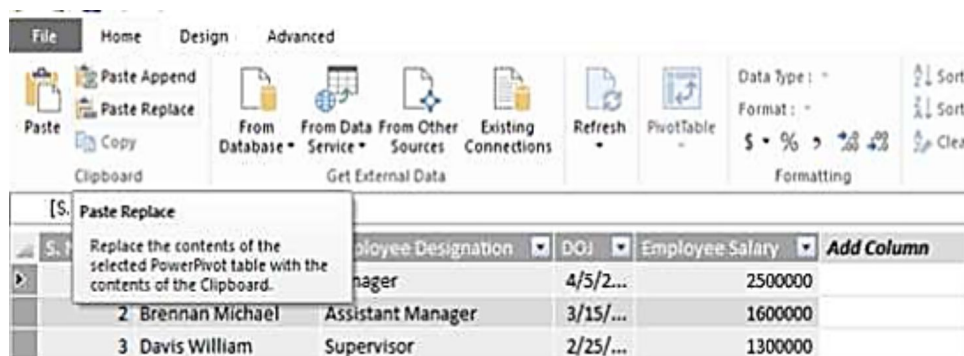 File Home Design Advanced
Paste Append
Paste Replace
Copy
Paste
From Database
From Data Service
From Other Sources
Existing Connections
Refresh
PivotTable
Data Type :
Format :
$ % ,
Sort
Sort
Clea
Clipboard Get External Data Formatting
[S.
Paste Replace
Replace the contents of the
selected PowerPivot table with the
contents of the Clipboard.
S. Designation DOJ Employee Salary Add Column
nager 4/5/2... 2500000
2 Brennan Michael Assistant Manager 3/15/... 1600000
3 Davis William Supervisor 2/25/... 1300000